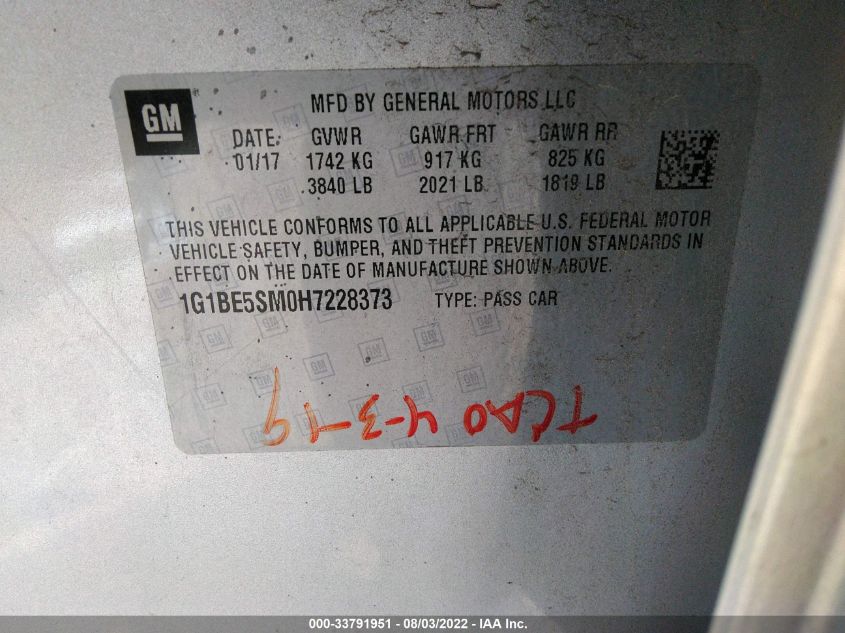 GM
MFD BY GENERAL MOTORS LLC
DATE: GVWR GAWR FRT GAWR RR
01/17 1742 KG 917 KG 825 KG
3840 LB 2021 LB 1819 LB
THIS VEHICLE CONFORMS TO ALL APPLICABLE U.S. FEDERAL MOTOR
VEHICLE SAFETY, BUMPER, AND THEFT PREVENTION STANDARDS IN
EFFECT ON THE DATE OF MANUFACTURE SHOWN ABOVE.
1G1BE5SM0H7228373 TYPE: PASS CAR
4-3-19
000-33791951 - 08/03/2022 - IAA Inc.